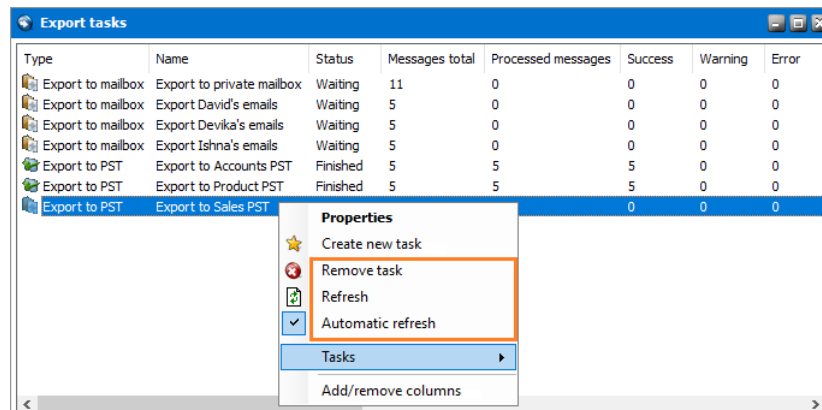 Export tasks
Type Name Status Messages total Processed messages Success Warning Error
Export to mailbox Export to private mailbox Waiting 11 0 0 0 0
Export to mailbox Export David's emails Waiting 5 0 0 0 0
Export to mailbox Export Devika's emails Waiting 5 0 0 0 0
Export to mailbox Export Ishna's emails Waiting 5 0 0 0 0
Export to PST Export to Accounts PST Finished 5 5 5 0 0
Export to PST Export to Product PST Finished 5 5 5 0 0
Export to PST Export to Sales PST 0 0 0
Properties
Create new task
Remove task
Refresh
Automatic refresh
Tasks
Add/remove columns